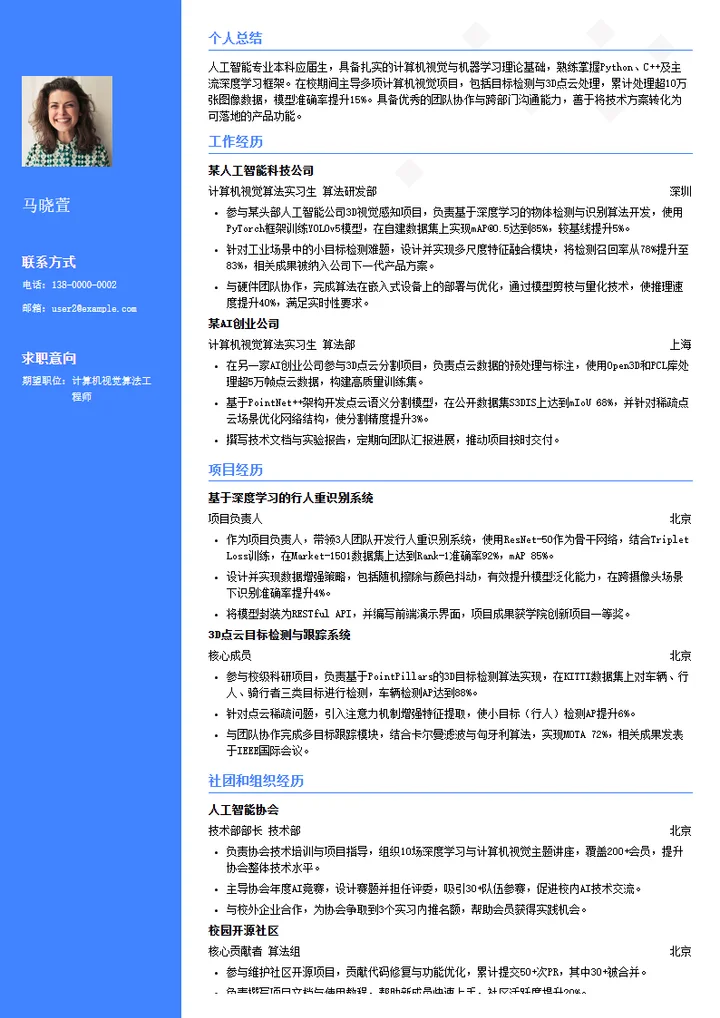 马晓萱
联系方式
电话: 138-0000-0002
邮箱: user2@example.com
求职意向
期望职位: 计算机视觉算法工
程师
个人总结
人工智能专业本科应届生，具备扎实的计算机视觉与机器学习理论基础，熟练掌握Python、C++及主
流深度学习框架。在校期间主导多项计算机视觉项目，包括目标检测与3D点云处理，累计处理超10万
张图像数据，模型准确率提升15%。具备优秀的团队协作与跨部门沟通能力，善于将技术方案转化为
可落地的产品功能。
工作经历
某人工智能科技公司
计算机视觉算法实习生 算法研发部 深圳
• 参与某头部人工智能公司3D视觉感知项目，负责基于深度学习的物体检测与识别算法开发，使用
PyTorch框架训练YOLOv5模型，在自建数据集上实现mAP@0.5达到85%，较基线提升5%。
• 针对工业场景中的小目标检测难题，设计并实现多尺度特征融合模块，将检测召回率从78%提升至
83%，相关成果被纳入公司下一代产品方案。
• 与硬件团队协作，完成算法在嵌入式设备上的部署与优化，通过模型剪枝与量化技术，使推理速
度提升40%，满足实时性要求。
某AI创业公司
计算机视觉算法实习生 算法部 上海
• 在另一家AI创业公司参与3D点云分割项目，负责点云数据的预处理与标注，使用Open3D和PCL库处
理超5万帧点云数据，构建高质量训练集。
• 基于PointNet++架构开发点云语义分割模型，在公开数据集S3DIS上达到mIoU 68%，并针对稀疏点
云场景优化网络结构，使分割精度提升3%。
• 撰写技术文档与实验报告，定期向团队汇报进展，推动项目按时交付。
项目经历
基于深度学习的行人重识别系统
项目负责人 北京
• 作为项目负责人，带领3人团队开发行人重识别系统，使用ResNet-50作为骨干网络，结合Triplet
Loss训练，在Market-1501数据集上达到Rank-1准确率92%，mAP 85%。
• 设计并实现数据增强策略，包括随机擦除与颜色抖动，有效提升模型泛化能力，在跨摄像头场景
下识别准确率提升4%。
• 将模型封装为RESTful API，并编写前端演示界面，项目成果获学院创新项目一等奖。
3D点云目标检测与跟踪系统
核心成员 北京
• 参与校级科研项目，负责基于PointPillars的3D目标检测算法实现，在KITTI数据集上对车辆、行
人、骑行者三类目标进行检测，车辆检测AP达到88%。
• 针对点云稀疏问题，引入注意力机制增强特征提取，使小目标（行人）检测AP提升6%。
• 与团队协作完成多目标跟踪模块，结合卡尔曼滤波与匈牙利算法，实现MOTA 72%，相关成果发表
于IEEE国际会议。
社团和组织经历
人工智能协会
技术部部长 技术部 北京
• 负责协会技术培训与项目指导，组织10场深度学习与计算机视觉主题讲座，覆盖200+会员，提升
协会整体技术水平。
• 主导协会年度AI竞赛，设计赛题并担任评委，吸引30+队伍参赛，促进校内AI技术交流。
• 与校外企业合作，为协会争取到3个实习内推名额，帮助会员获得实践机会。
校园开源社区
核心贡献者 算法组 北京
• 参与维护社区开源项目，贡献代码修复与功能优化，累计提交50+次PR，其中30+被合并。
• 负责撰写项目文档与使用教程，帮助新成员快速上手，社区活跃度提升20%。